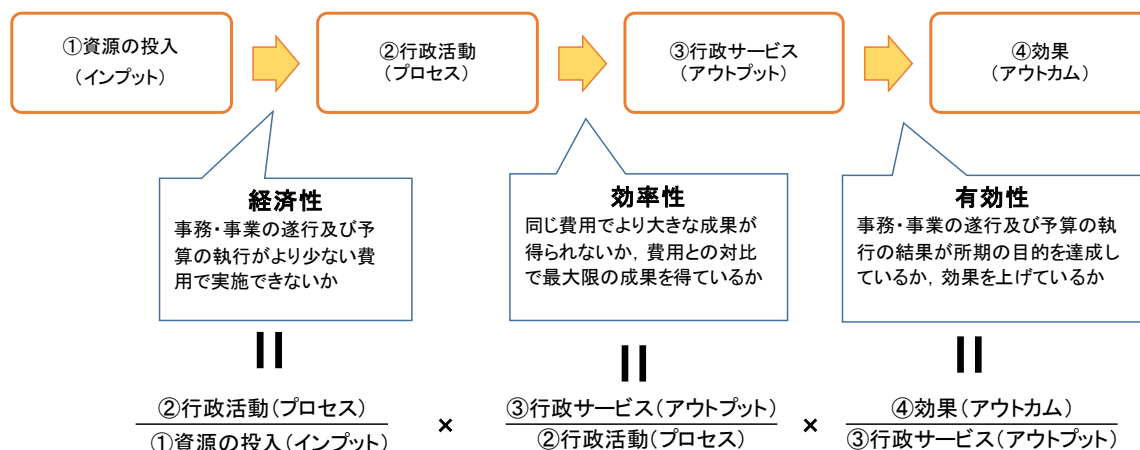 ①資源の投入
（インプット）
②行政活動
（プロセス）
③行政サービス
（アウトプット）
④効果
（アウトカム）
経済性
事務・事業の遂行及び予
算の執行がより少ない費
用で実施できないか
効率性
同じ費用でより大きな成果が
得られないか，費用との対比
で最大限の成果を得ているか
有効性
事務・事業の遂行及び予算の執
行の結果が所期の目的を達成し
ているか，効果を上げているか
＝
＝
＝
②行政活動（プロセス）
①資源の投入（インプット）
×
③行政サービス（アウトプット）
②行政活動（プロセス）
×
④効果（アウトカム）
③行政サービス（アウトプット）